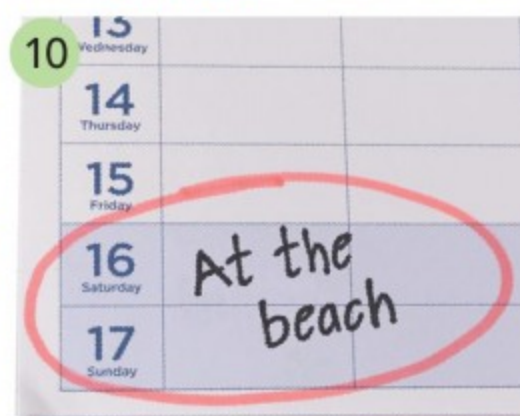 10
13
Wednesday
14
Thursday
15
Friday
16
Saturday
17
Sunday
At the
beach